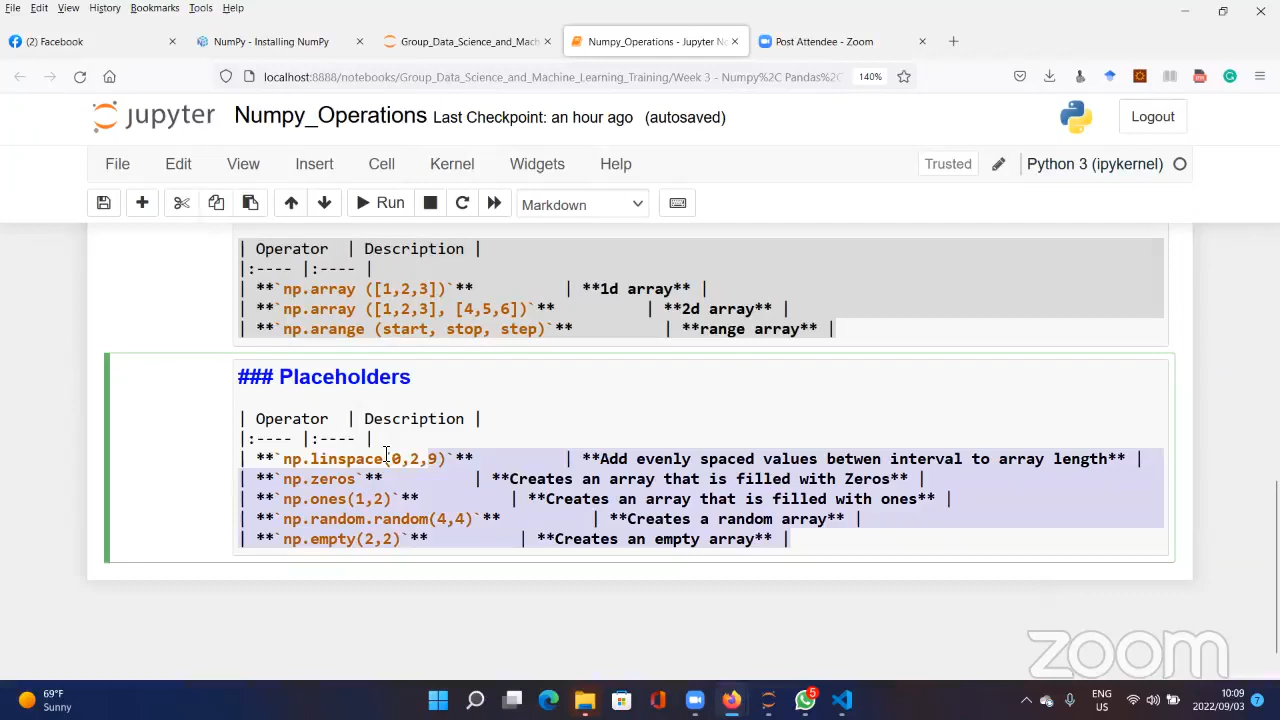 File Edit View History Bookmarks Tools Help
(2) Facebook NumPy - Installing NumPy Group_Data_Science_and_Mach Numpy_Operations - Jupyter No Post Attendee - Zoom
localhost:8888/notebooks/Group_Data_Science_and_Machine_Learning_Training/Week 3 - Numpy%2C Pandas%2C 140%
jupyter Numpy_Operations Last Checkpoint: an hour ago (autosaved) Logout
File Edit View Insert Cell Kernel Widgets Help Trusted Python 3 (ipykernel)
Run Markdown
| Operator | Description |
|:---- |:---- |
| **`np.array ([1,2,3])`** | **1d array** |
| **`np.array ([1,2,3], [4,5,6])`** | **2d array** |
| **`np.arange (start, stop, step)`** | **range array** |
### Placeholders
| Operator | Description |
|:---- |:---- |
| **`np.linspace(0,2,9)`** | **Add evenly spaced values betwen interval to array length** |
| **`np.zeros`** | **Creates an array that is filled with Zeros** |
| **`np.ones(1,2)`** | **Creates an array that is filled with ones** |
| **`np.random.random(4,4)`** | **Creates a random array** |
| **`np.empty(2,2)`** | **Creates an empty array** |
zoom
69°F
Sunny
5
ENG
US
10:09
2022/09/03
7